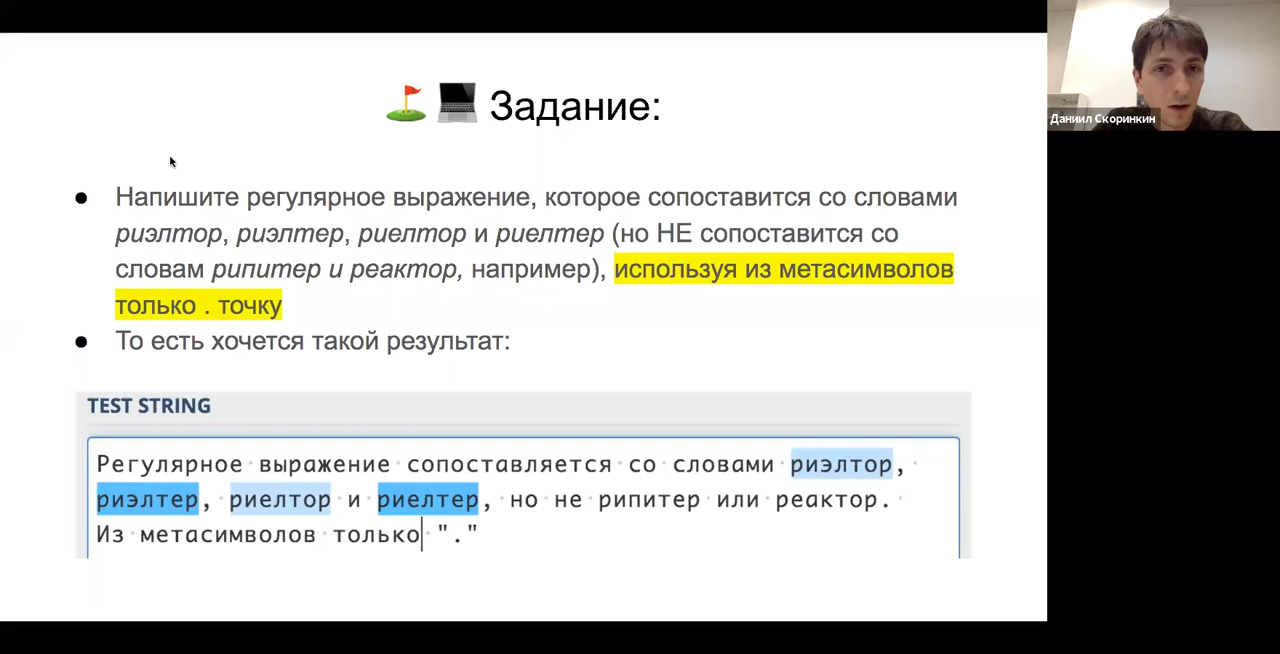 Задание:
Даниил Скоринкин
● Напишите регулярное выражение, которое сопоставится со словами
риэлтор, риэлтер, риелтор и риелтер (но НЕ сопоставится со
словам рипитер и реактор, например), используя из метасимволов
только . точку
● То есть хочется такой результат:
TEST STRING
Регулярное выражение сопоставляется со словами риэлтор,
риэлтер, риелтор и риелтер, но не рипитер или реактор.
Из метасимволов только "."